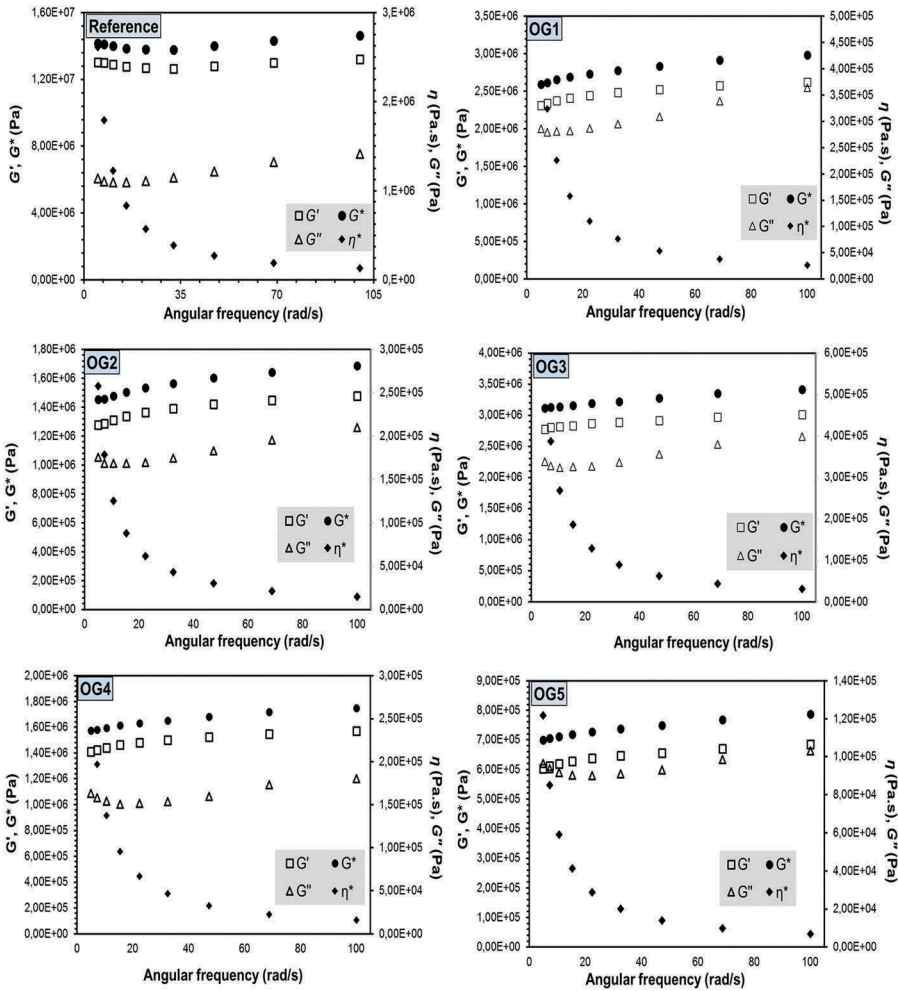 Reference
1,20E+07
4,00E+06
0,00E+00
G', G* (Pa)
3,E+06
2,E+06
1,E+06
0,E+00
η (Pa.s), G'' (Pa)
G' G*
G'' η*
0 35 69 105
Angular frequency (rad/s)
OG1
3,50E+06
3,00E+06
2,50E+06
2,00E+06
1,50E+06
1,00E+06
5,00E+05
0,00E+00
G', G* (Pa)
5,00E+05
4,50E+05
4,00E+05
3,50E+05
3,00E+05
2,50E+05
2,00E+05
1,50E+05
1,00E+05
5,00E+04
0,00E+00
η (Pa.s), G'' (Pa)
G' G*
G'' η*
0 20 40 60 80 100
Angular frequency (rad/s)
OG2
1,80E+06
1,60E+06
1,40E+06
1,20E+06
1,00E+06
8,00E+05
6,00E+05
4,00E+05
2,00E+05
0,00E+00
G', G* (Pa)
3,00E+05
2,50E+05
2,00E+05
1,50E+05
1,00E+05
5,00E+04
0,00E+00
η (Pa.s), G'' (Pa)
G' G*
G'' η*
0 20 40 60 80 100
Angular frequency (rad/s)
OG3
4,00E+06
3,50E+06
3,00E+06
2,50E+06
2,00E+06
1,50E+06
1,00E+06
5,00E+05
0,00E+00
G', G* (Pa)
6,00E+05
5,00E+05
4,00E+05
3,00E+05
2,00E+05
1,00E+05
0,00E+00
η (Pa.s), G'' (Pa)
G' G*
G'' η*
0 20 40 60 80 100
Angular frequency (rad/s)
OG4
2,00E+06
1,80E+06
1,60E+06
1,40E+06
1,20E+06
1,00E+06
8,00E+05
6,00E+05
4,00E+05
2,00E+05
0,00E+00
G', G* (Pa)
3,00E+05
2,50E+05
2,00E+05
1,50E+05
1,00E+05
5,00E+04
0,00E+00
η (Pa.s), G'' (Pa)
G' G*
G'' η*
0 20 40 60 80 100
Angular frequency (rad/s)
OG5
9,00E+05
8,00E+05
7,00E+05
6,00E+05
5,00E+05
4,00E+05
3,00E+05
2,00E+05
1,00E+05
0,00E+00
G', G* (Pa)
1,40E+05
1,20E+05
1,00E+05
8,00E+04
6,00E+04
4,00E+04
2,00E+04
0,00E+00
η (Pa.s), G'' (Pa)
G' G*
G'' η*
0 20 40 60 80 100
Angular frequency (rad/s)